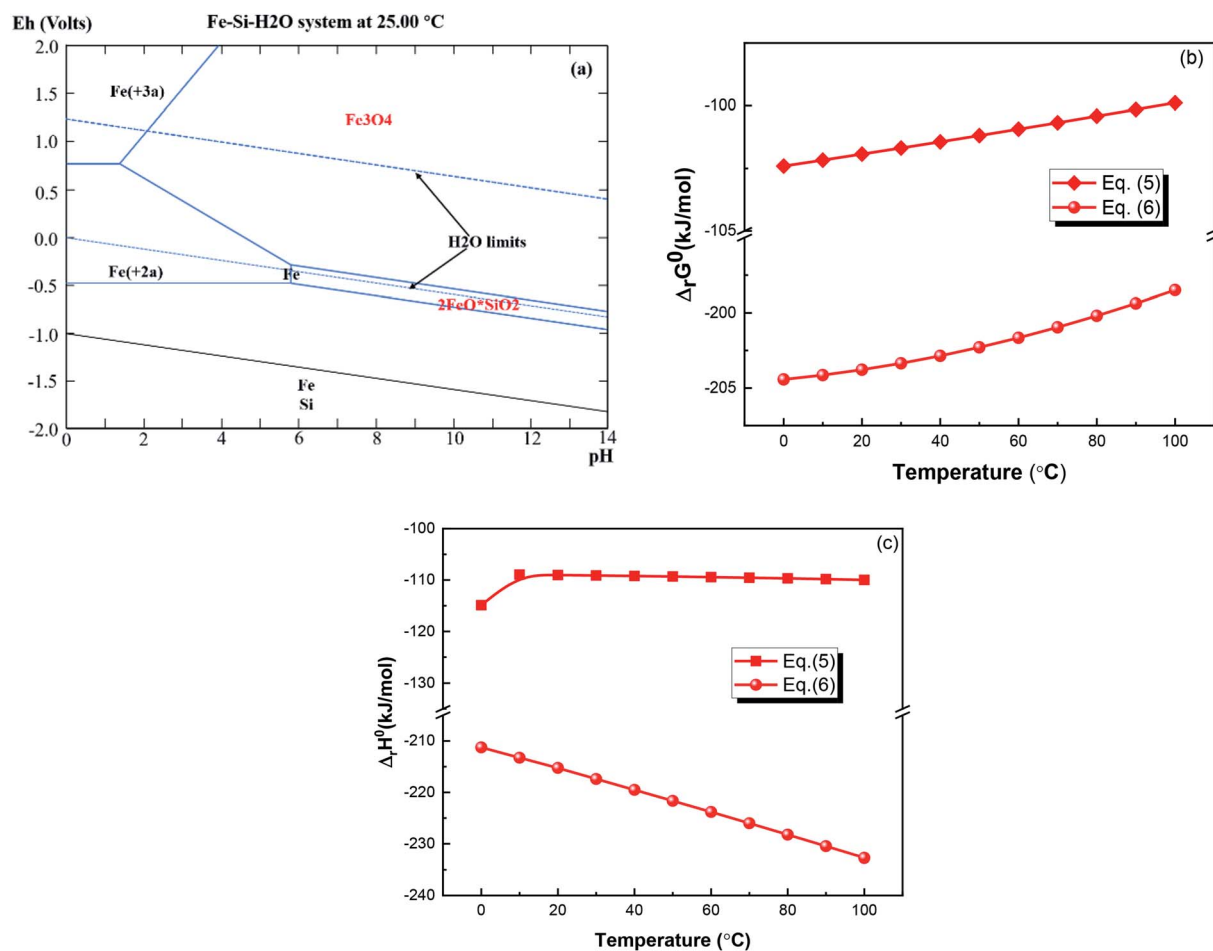 Eh (Volts)
Fe-Si-H2O system at 25.00 °C
2.0
1.5
1.0
0.5
0.0
-0.5
-1.0
-1.5
-2.0
(a)
Fe(+3a)
Fe3O4
H2O limits
Fe(+2a)
Fe
2FeO*SiO2
Fe
Si
0
2
4
6
8
10
12
14
pH
(b)
ΔrG⁰(kJ/mol)
-100
-105
-200
-205
Eq. (5)
Eq. (6)
0
20
40
60
80
100
Temperature (°C)
(c)
ΔrH⁰(kJ/mol)
-100
-110
-120
-130
-210
-220
-230
-240
Eq.(5)
Eq.(6)
0
20
40
60
80
100
Temperature (°C)